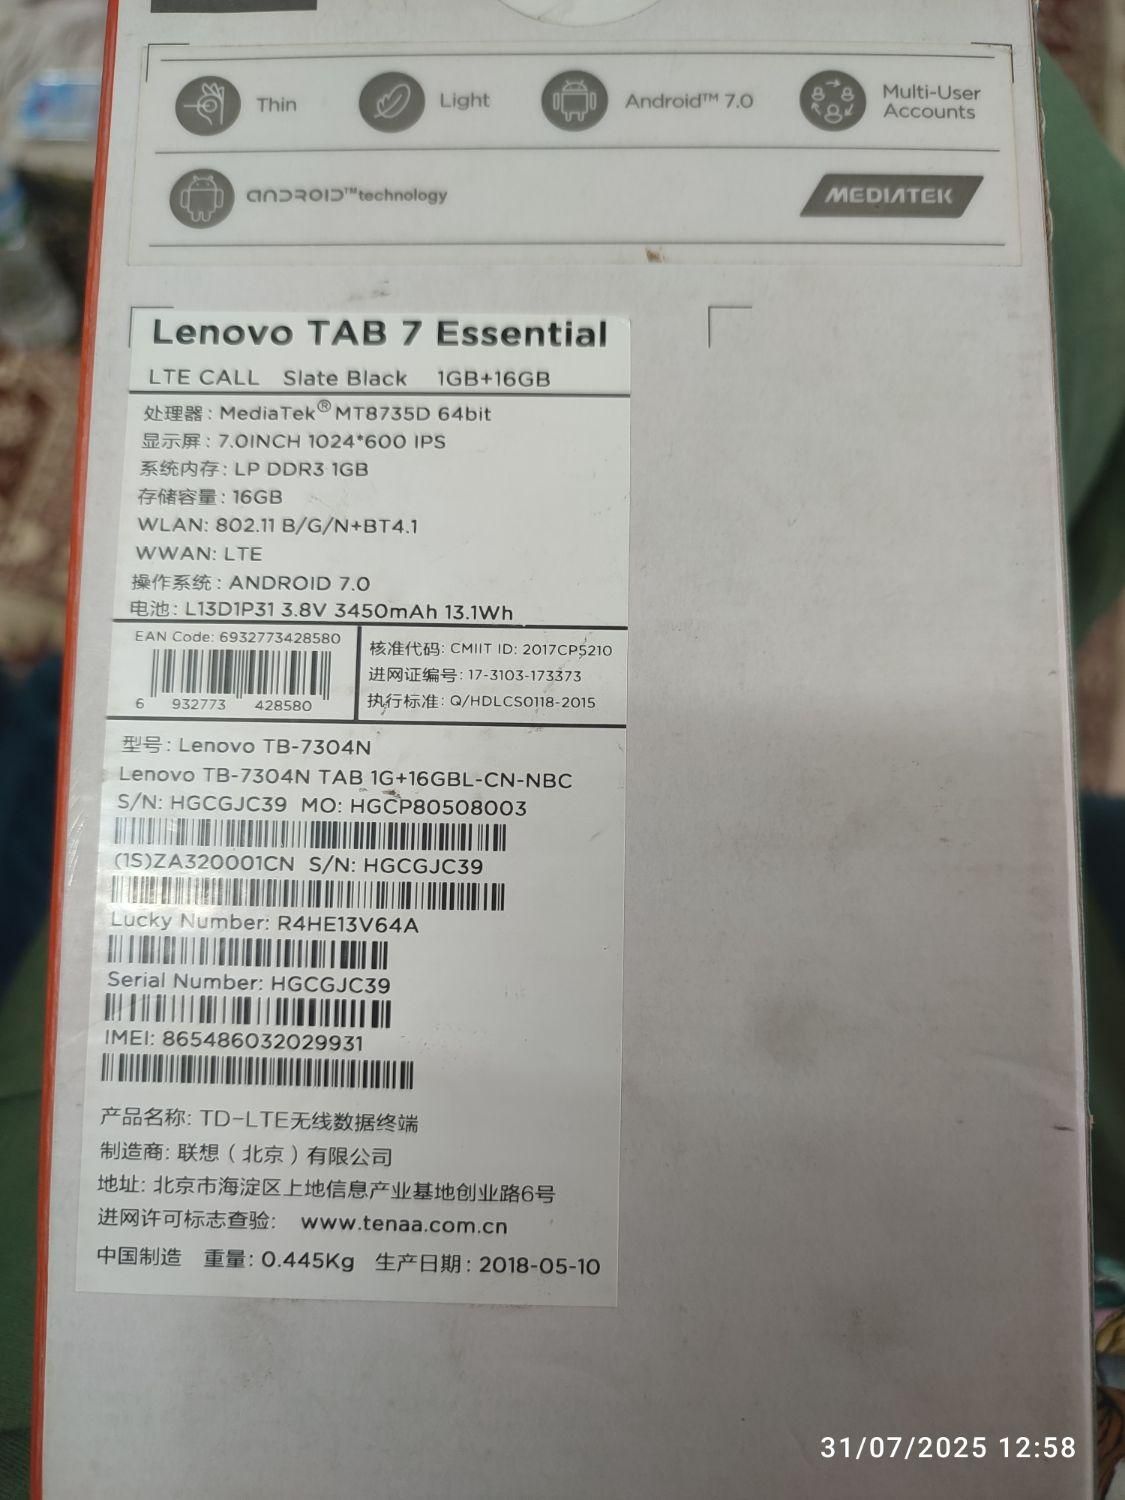 Thin
Light
Android™ 7.0
Multi-User
Accounts
ANDROID™technology
MEDIATEK
Lenovo TAB 7 Essential
LTE CALL Slate Black 1GB+16GB
处理器: MediaTek® MT8735D 64bit
显示屏: 7.0INCH 1024*600 IPS
系统内存: LP DDR3 1GB
存储容量: 16GB
WLAN: 802.11 B/G/N+BT4.1
WWAN: LTE
操作系统: ANDROID 7.0
电池: L13D1P31 3.8V 3450mAh 13.1Wh
EAN Code: 6932773428580
6 932773 428580
核准代码: CMIIT ID: 2017CP5210
进网证编号: 17-3103-173373
执行标准: Q/HDLCS0118-2015
型号: Lenovo TB-7304N
Lenovo TB-7304N TAB 1G+16GBL-CN-NBC
S/N: HGCGJC39 MO: HGCP80508003
(1S)ZA320001CN S/N: HGCGJC39
Lucky Number: R4HE13V64A
Serial Number: HGCGJC39
IMEI: 865486032029931
产品名称: TD-LTE无线数据终端
制造商: 联想（北京）有限公司
地址: 北京市海淀区上地信息产业基地创业路6号
进网许可标志查验: www.tenaa.com.cn
中国制造 重量: 0.445Kg 生产日期: 2018-05-10
31/07/2025 12:58